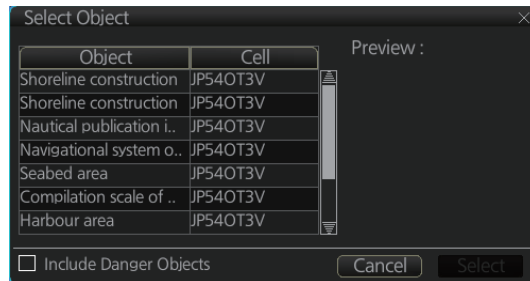 Select Object
Object Cell Preview :
Shoreline construction JP54OT3V
Shoreline construction JP54OT3V
Nautical publication i.. JP54OT3V
Navigational system o.. JP54OT3V
Seabed area JP54OT3V
Compilation scale of .. JP54OT3V
Harbour area JP54OT3V
Include Danger Objects Cancel Select